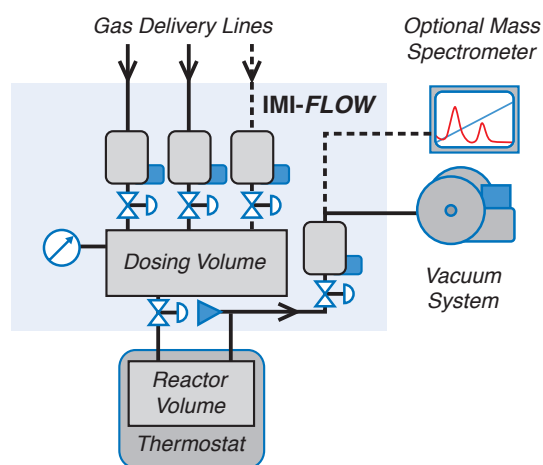 Gas Delivery Lines
Optional Mass
Spectrometer
IMI-FLOW
Dosing Volume
Vacuum
System
Reactor
Volume
Thermostat